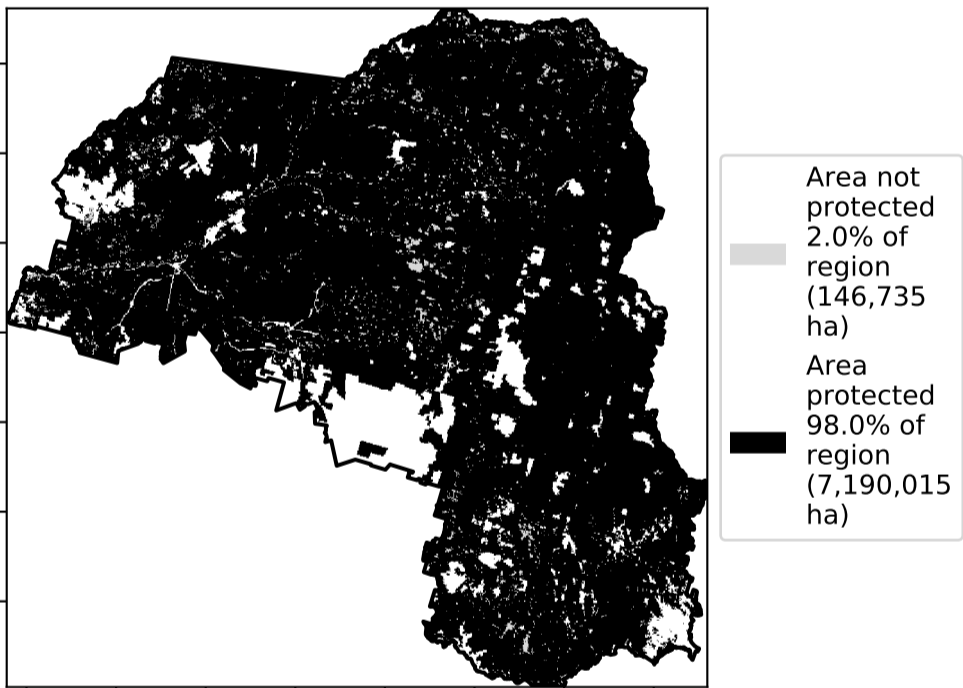 Area not
protected
2.0% of
region
(146,735
ha)
Area
protected
98.0% of
region
(7,190,015
ha)